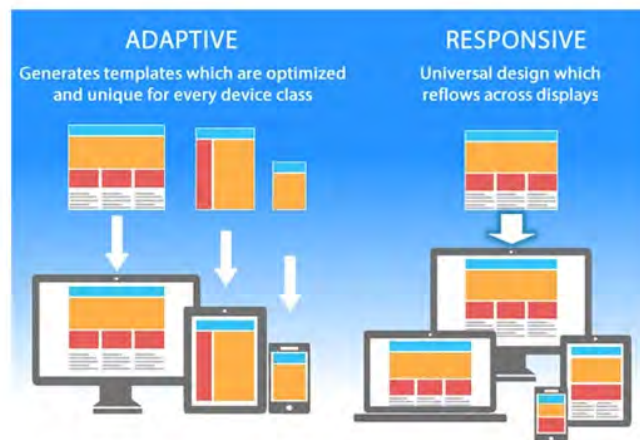 ADAPTIVE
Generates templates which are optimized
and unique for every device class
RESPONSIVE
Universal design which
reflows across displays